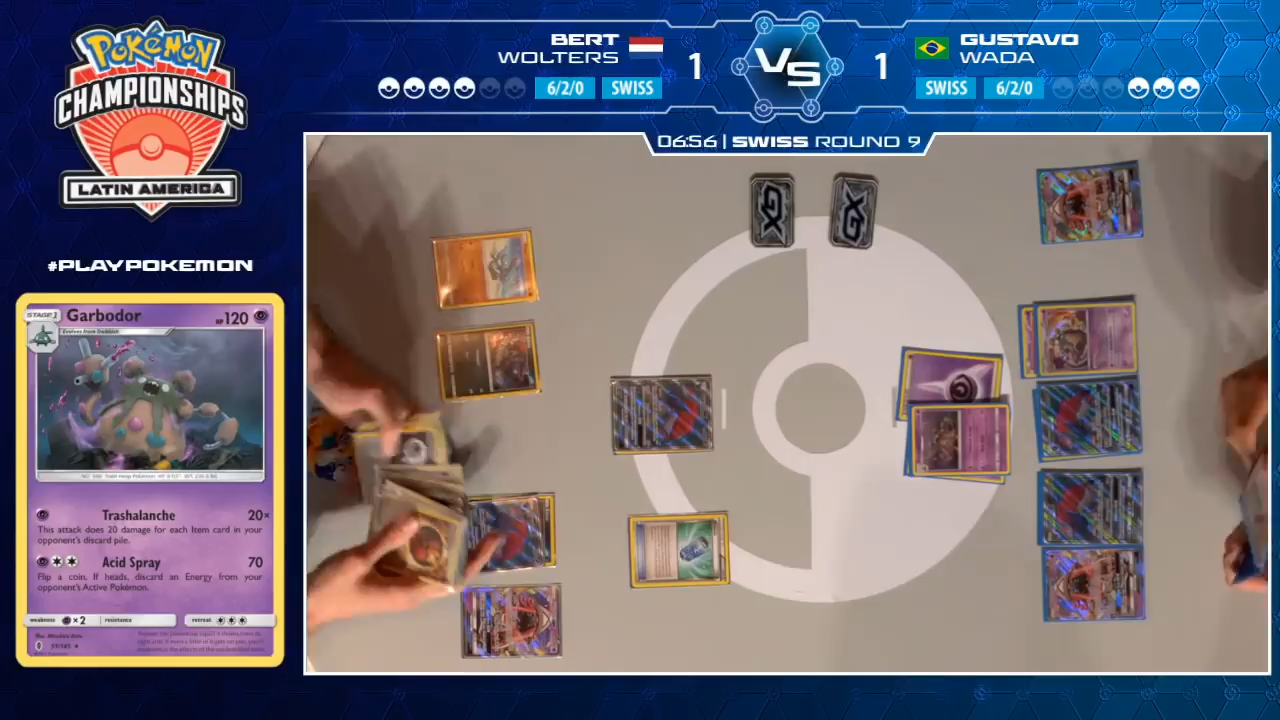 Pokémon
CHAMPIONSHIPS
LATIN AMERICA
#PLAYPOKEMON
BERT
WOLTERS
1
6/2/0
SWISS
VS
1
GUSTAVO
WADA
SWISS
6/2/0
06:56 | SWISS ROUND 9
GX
GX
STAGE 1
Garbodor
HP 120
Evolves from Trubbish
Trashalanche 20×
This attack does 20 damage for each Item card in your
opponent's discard pile.
Acid Spray 70
Flip a coin. If heads, discard an Energy from your
opponent's Active Pokémon.
weakness ×2
resistance
retreat
51/145